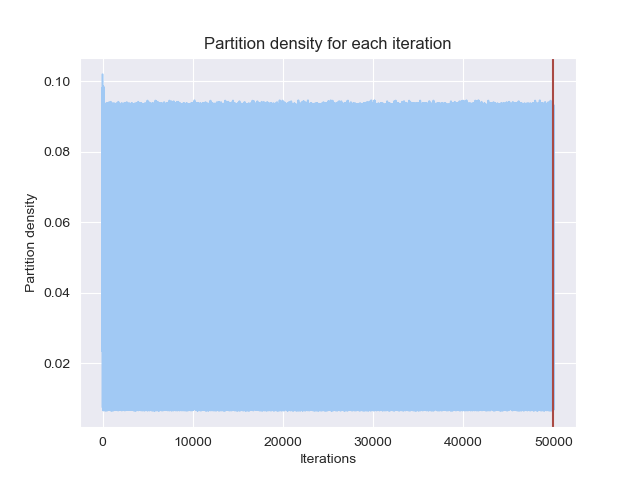 Partition density for each iteration
0.10
0.08
0.06
0.04
0.02
Partition density
0 10000 20000 30000 40000 50000
Iterations